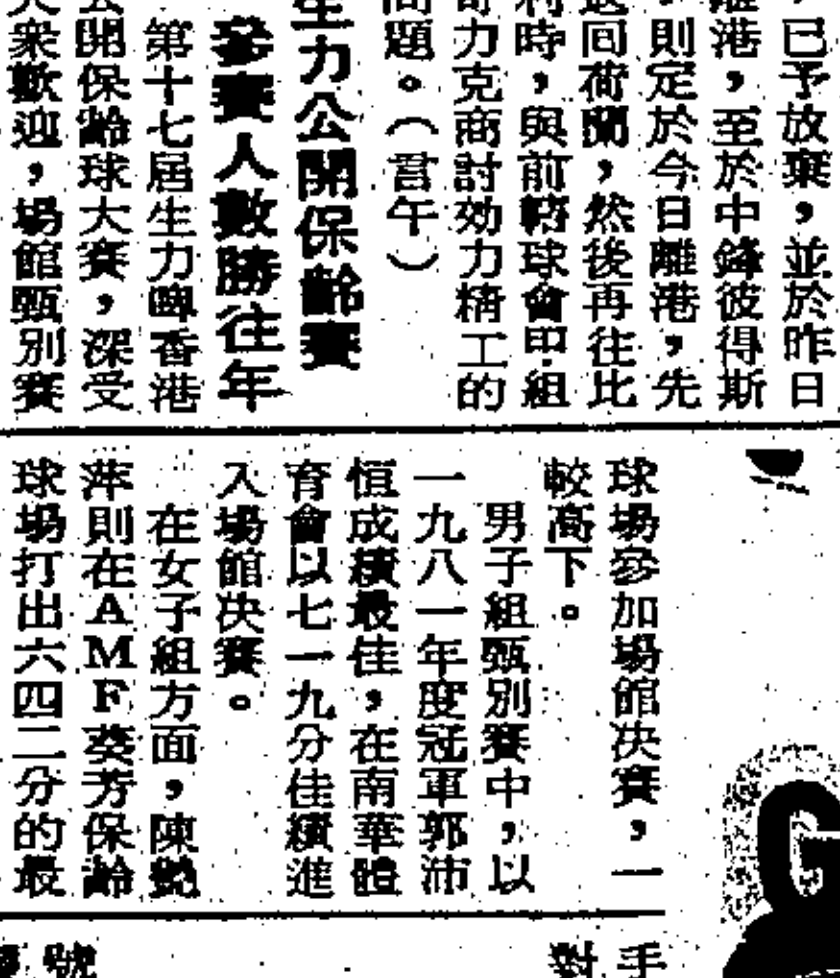 ，已予放棄，並於昨日
離港，至於中鋒彼得斯
，則定於今日離港，先
返回荷蘭，然後再往比
利時，與前轄球會印組
奇力克商討効力精工的
問題。（君午）
生力公開保齡賽
參賽人數勝往年
第十七屆生力啤香港
公開保齡球大賽，深受
大衆歡迎，場館甄別賽
球場參加場館决賽，一
較高下。
男子組甄別賽中，以
一九八一年度冠軍郭沛
恒成績最佳，在南華體
育會以七一九分佳績進
入場館决賽。
在女子組方面，陳艷
萍則在AMF葵芳保齡
球場打出六四二分的最
對手
號
G